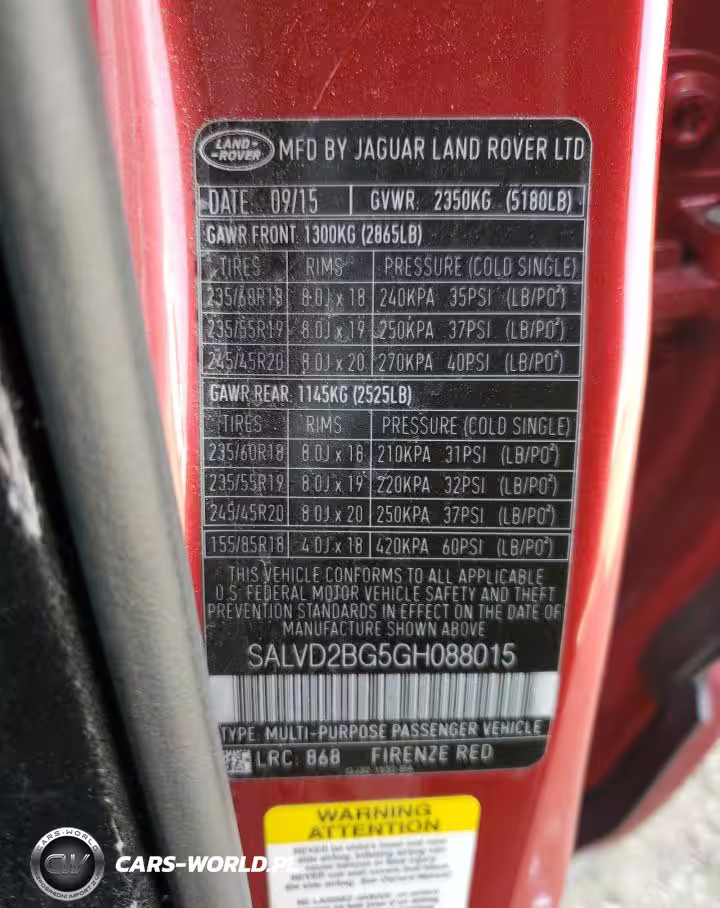 LAND-
-ROVER
MFD BY JAGUAR LAND ROVER LTD
DATE: 09/15 GVWR: 2350KG (5180LB)
GAWR FRONT: 1300KG (2865LB)
TIRES RIMS PRESSURE (COLD SINGLE)
235/60R18 8.0J x 18 240KPA 35PSI (LB/PO²)
235/55R19 8.0J x 19 250KPA 37PSI (LB/PO²)
245/45R20 8.0J x 20 270KPA 40PSI (LB/PO²)
GAWR REAR: 1145KG (2525LB)
TIRES RIMS PRESSURE (COLD SINGLE)
235/60R18 8.0J x 18 210KPA 31PSI (LB/PO²)
235/55R19 8.0J x 19 220KPA 32PSI (LB/PO²)
245/45R20 8.0J x 20 250KPA 37PSI (LB/PO²)
155/85R18 4.0J x 18 420KPA 60PSI (LB/PO²)
THIS VEHICLE CONFORMS TO ALL APPLICABLE
U.S. FEDERAL MOTOR VEHICLE SAFETY AND THEFT
PREVENTION STANDARDS IN EFFECT ON THE DATE OF
MANUFACTURE SHOWN ABOVE
SALVD2BG5GH088015
TYPE: MULTI-PURPOSE PASSENGER VEHICLE
LRC: 868 FIRENZE RED
WARNING
ATTENTION
CARS-WORLD
CW
CARS-WORLD.P